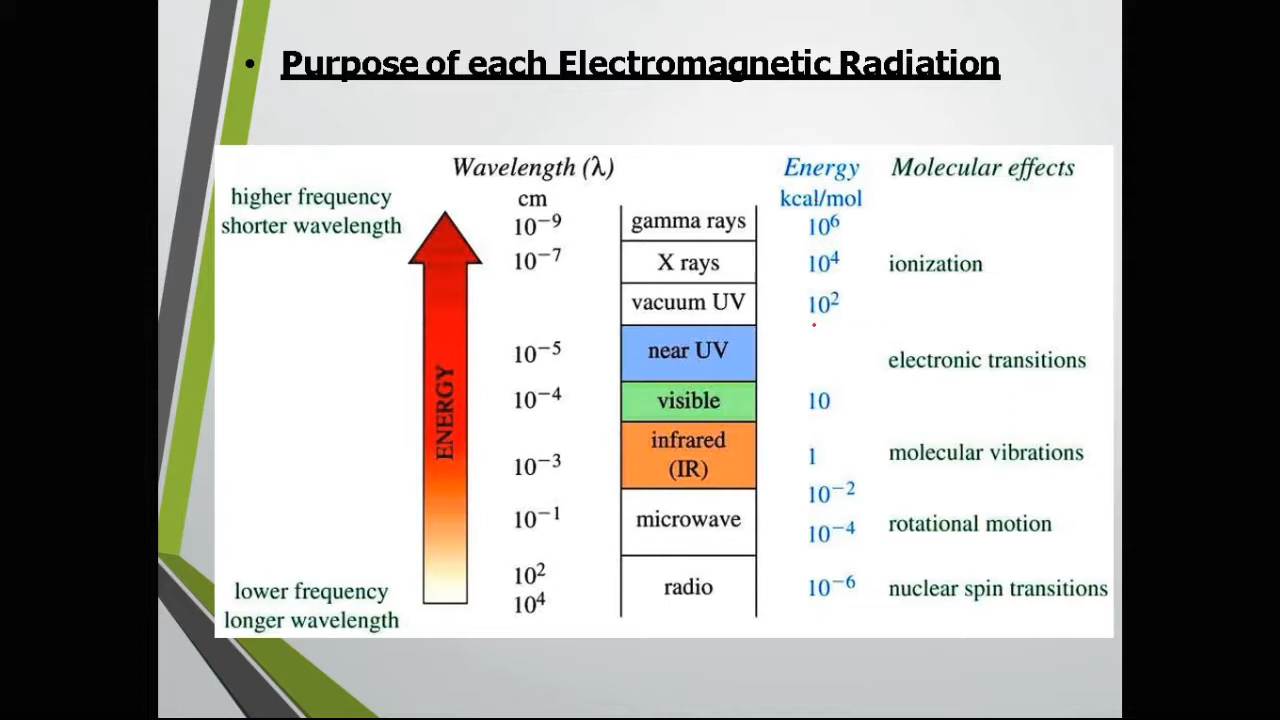 • Purpose of each Electromagnetic Radiation
Wavelength (λ) Energy Molecular effects
higher frequency cm kcal/mol
shorter wavelength 10⁻⁹ gamma rays 10⁶
10⁻⁷ X rays 10⁴ ionization
vacuum UV 10²
10⁻⁵ near UV electronic transitions
ENERGY
10⁻⁴ visible 10
infrared
10⁻³ (IR) 1 molecular vibrations
10⁻²
10⁻¹ microwave 10⁻⁴ rotational motion
10²
lower frequency radio 10⁻⁶ nuclear spin transitions
longer wavelength 10⁴